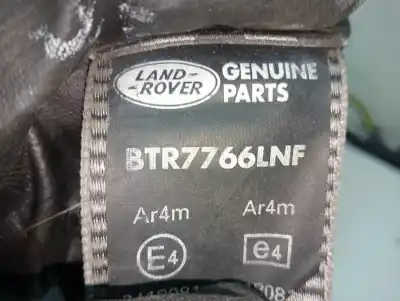 LAND-
-ROVER
GENUINE
PARTS
BTR7766LNF
Ar4m Ar4m
E4 e4